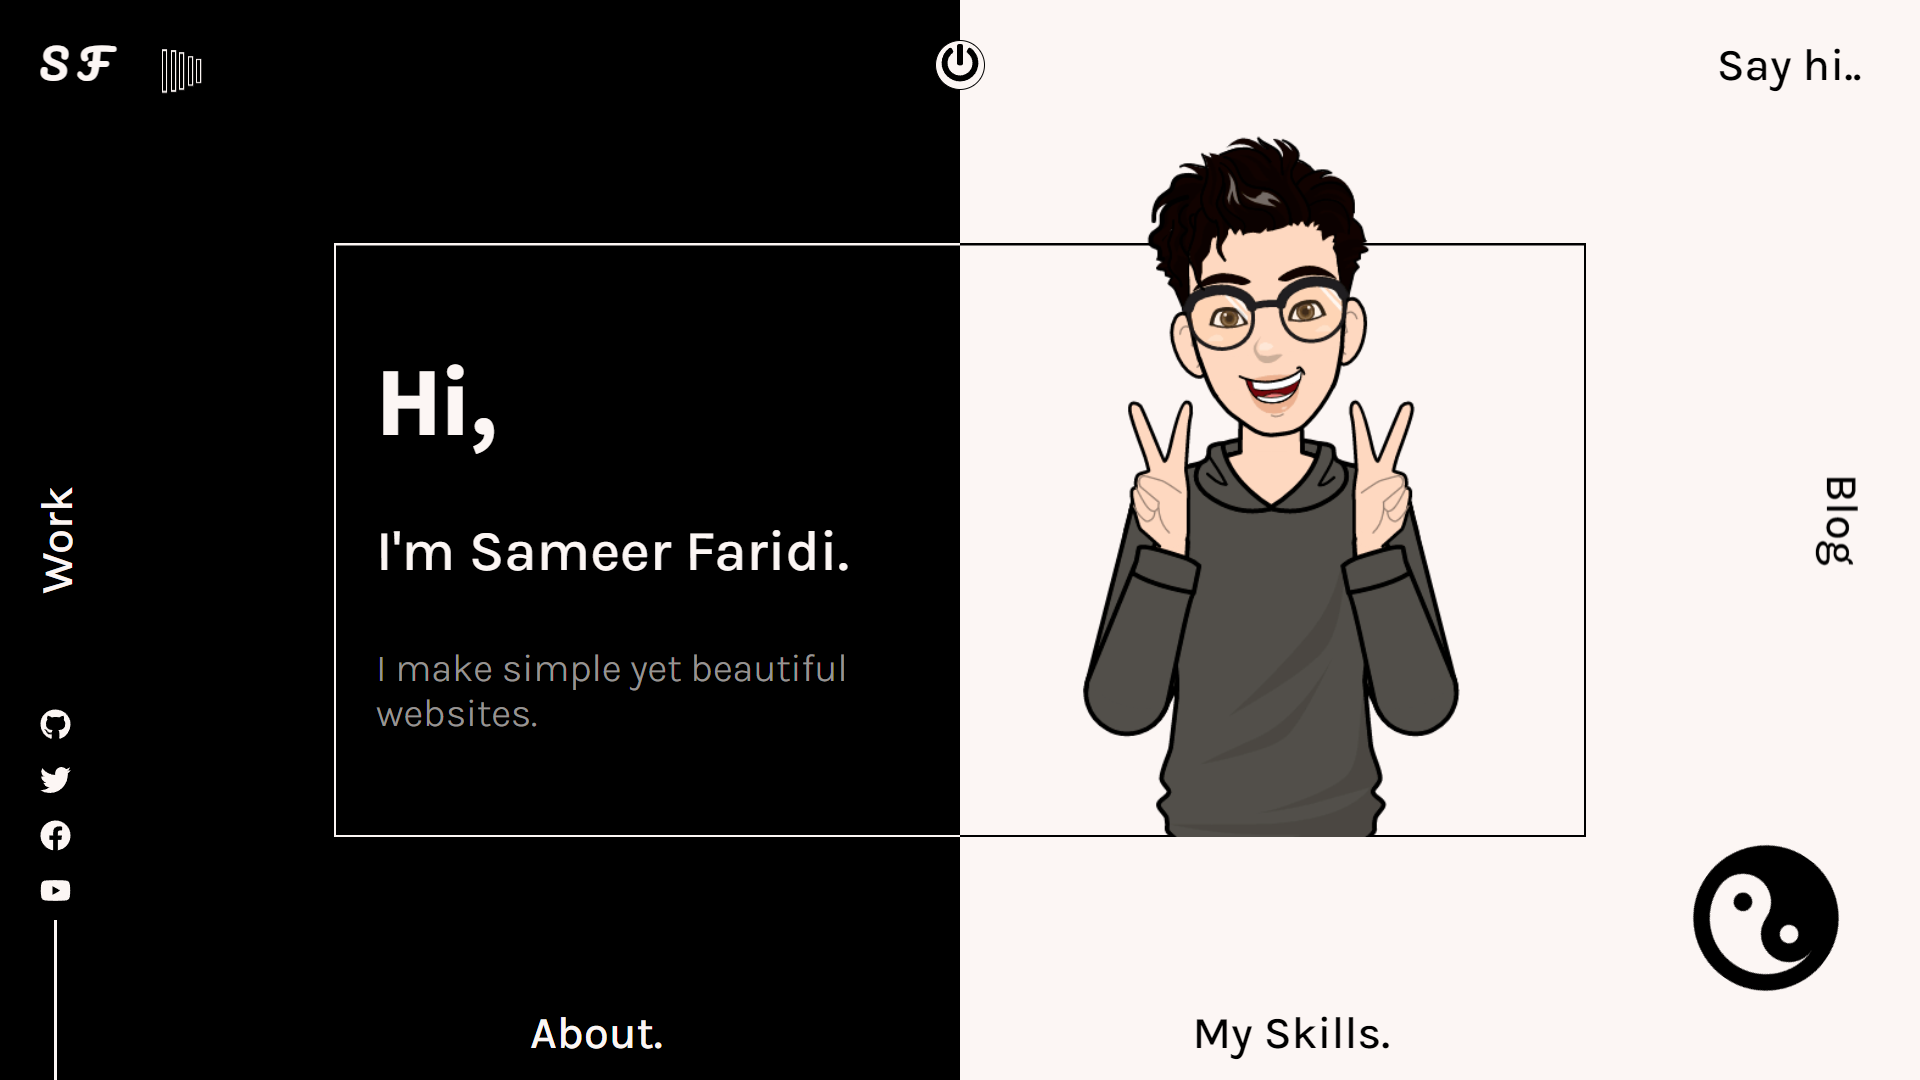 SF
Say hi..
Hi,
I'm Sameer Faridi.
I make simple yet beautiful
websites.
Work
Blog
About.
My Skills.